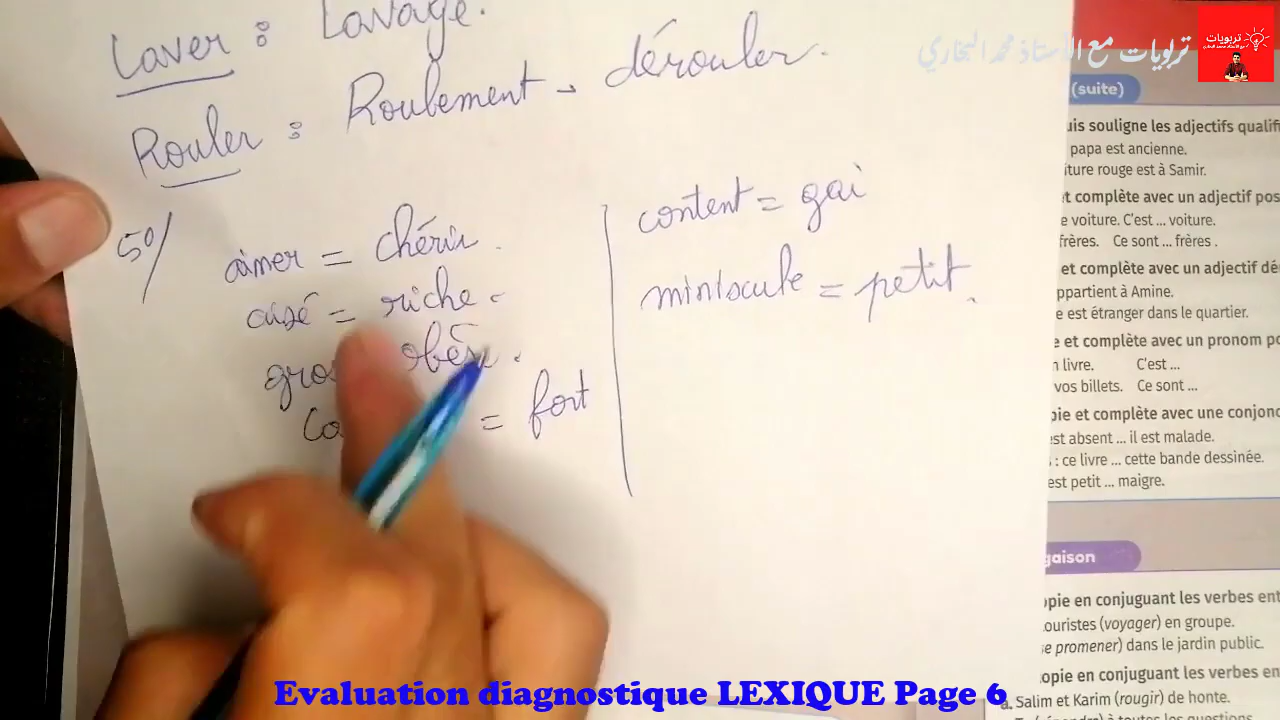 Laver : Lavage.
Rouler : Roulement - dérouler.
50/
aimer = chérir.
aisé = riche.
= fort
content = gai
miniscule = petit.
تربويات مع الأستاذ محمد البخاري
تربويات
(suite)
uis souligne les adjectifs qualif
papa est ancienne.
iture rouge est à Samir.
t complète avec un adjectif pos
e voiture. C'est ... voiture.
frères. Ce sont ... frères .
et complète avec un adjectif dé
ppartient à Amine.
e est étranger dans le quartier.
e et complète avec un pronom p
n livre. C'est ...
vos billets. Ce sont ...
pie et complète avec une conjonc
est absent ... il est malade.
: ce livre ... cette bande dessinée.
est petit ... maigre.
gaison
opie en conjuguant les verbes ent
ouristes (voyager) en groupe.
se promener) dans le jardin public.
opie en conjuguant les verbes en
a. Salim et Karim (rougir) de honte.
Evaluation diagnostique LEXIQUE Page 6